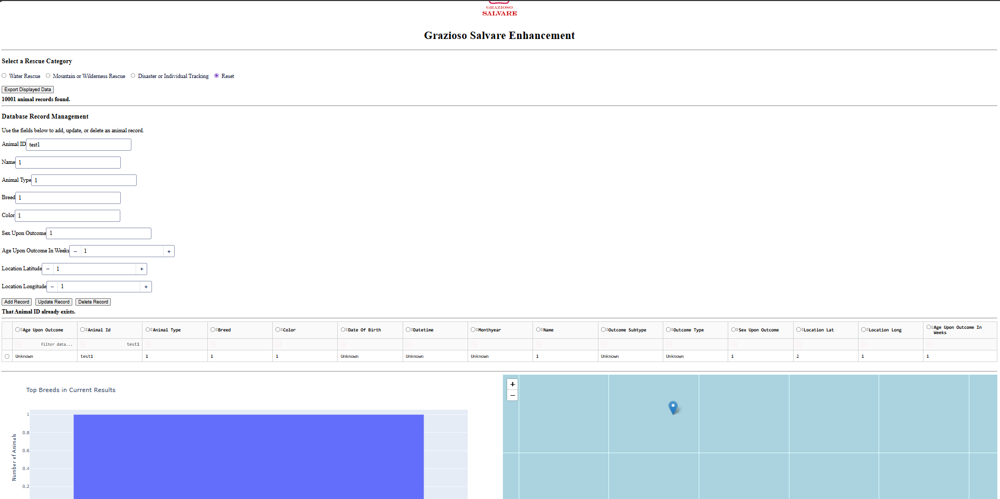 GRAZIOSO
SALVARE
Grazioso Salvare Enhancement
Select a Rescue Category
Water Rescue Mountain or Wilderness Rescue Disaster or Individual Tracking Reset
Export Displayed Data
10001 animal records found.
Database Record Management
Use the fields below to add, update, or delete an animal record.
Animal ID test1
Name 1
Animal Type 1
Breed 1
Color 1
Sex Upon Outcome 1
Age Upon Outcome In Weeks − 1 +
Location Latitude − 1 +
Location Longitude − 1 +
Add Record Update Record Delete Record
That Animal ID already exists.
Age Upon Outcome Animal Id Animal Type Breed Color Date Of Birth Datetime Monthyear Name Outcome Subtype Outcome Type Sex Upon Outcome Location Lat Location Long Age Upon Outcome In Weeks
filter data... test1
Unknown test1 1 1 1 Unknown Unknown Unknown 1 Unknown Unknown 1 2 1 1
Top Breeds in Current Results
1
0.8
0.6
0.4
0.2
Number of Animals
+
−